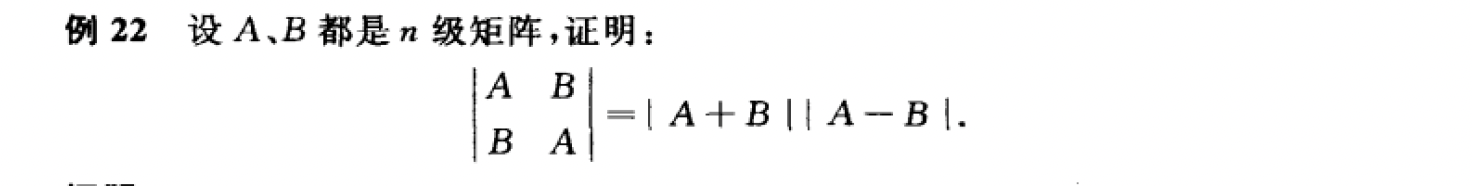 例 22 设 A、B 都是 n 级矩阵,证明:
| A B |
| B A | =| A + B || A − B |.